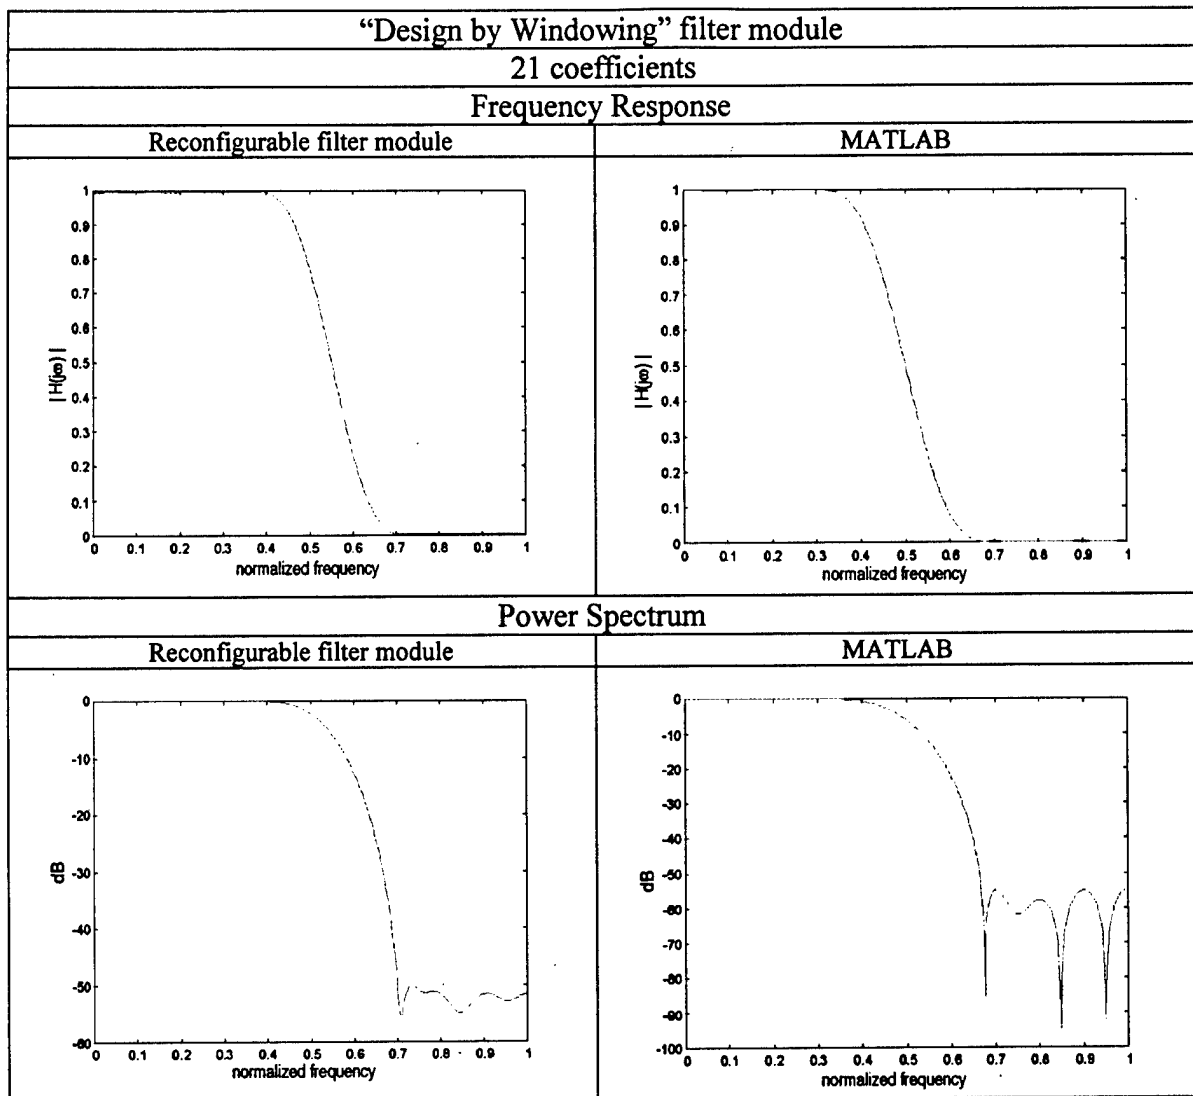 “Design by Windowing” filter module
21 coefficients
Frequency Response
Reconfigurable filter module
MATLAB
1
0.9
0.8
0.7
0.6
0.5
0.4
0.3
0.2
0.1
0
| H(jω) |
0 0.1 0.2 0.3 0.4 0.5 0.6 0.7 0.8 0.9 1
normalized frequency
1
0.9
0.8
0.7
0.6
0.5
0.4
0.3
0.2
0.1
0
| H(jω) |
0 0.1 0.2 0.3 0.4 0.5 0.6 0.7 0.8 0.9 1
normalized frequency
Power Spectrum
Reconfigurable filter module
MATLAB
0
-10
-20
-30
-40
-50
-60
dB
0 0.1 0.2 0.3 0.4 0.5 0.6 0.7 0.8 0.9 1
normalized frequency
0
-10
-20
-30
-40
-50
-60
-70
-80
-90
-100
dB
0 0.1 0.2 0.3 0.4 0.5 0.6 0.7 0.8 0.9 1
normalized frequency